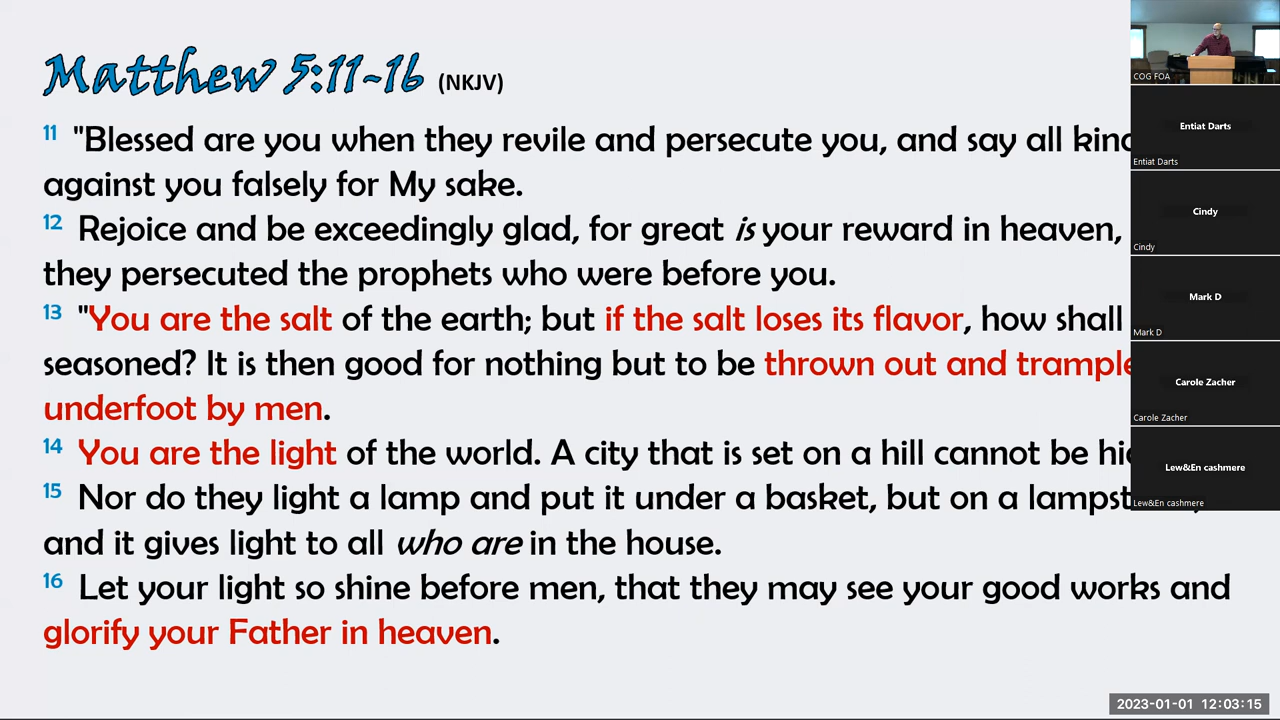 Matthew 5:11-16 (NKJV)
11 "Blessed are you when they revile and persecute you, and say all
against you falsely for My sake.
12 Rejoice and be exceedingly glad, for great is your reward in heaven,
they persecuted the prophets who were before you.
13 "You are the salt of the earth; but if the salt loses its flavor, how shall
seasoned? It is then good for nothing but to be thrown out and
underfoot by men.
14 You are the light of the world. A city that is set on a hill cannot be
15 Nor do they light a lamp and put it under a basket, but on a
and it gives light to all who are in the house.
16 Let your light so shine before men, that they may see your good works and
glorify your Father in heaven.
COG FOA
Entiat Darts
Entiat Darts
Cindy
Cindy
Mark D
Mark D
Carole Zacher
Carole Zacher
Lew&En cashmere
Lew&En cashmere
2023-01-01 12:03:15